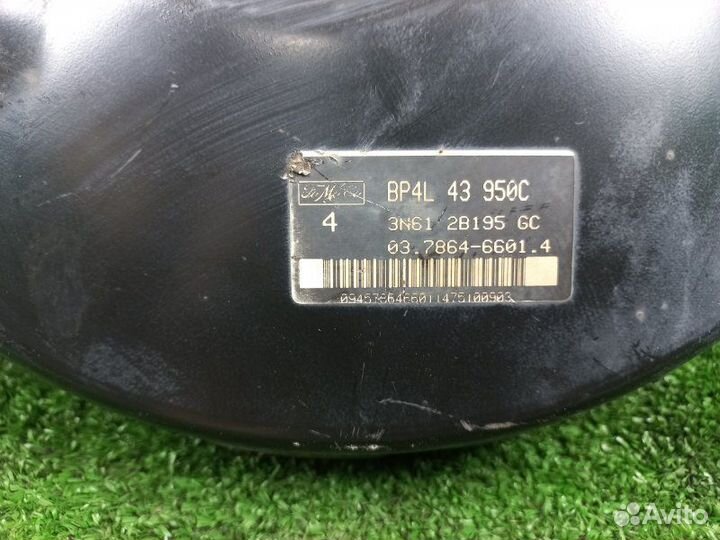 BP4L 43 950C
4
3N61 2B195 GC
03.7864-6601.4
Avito